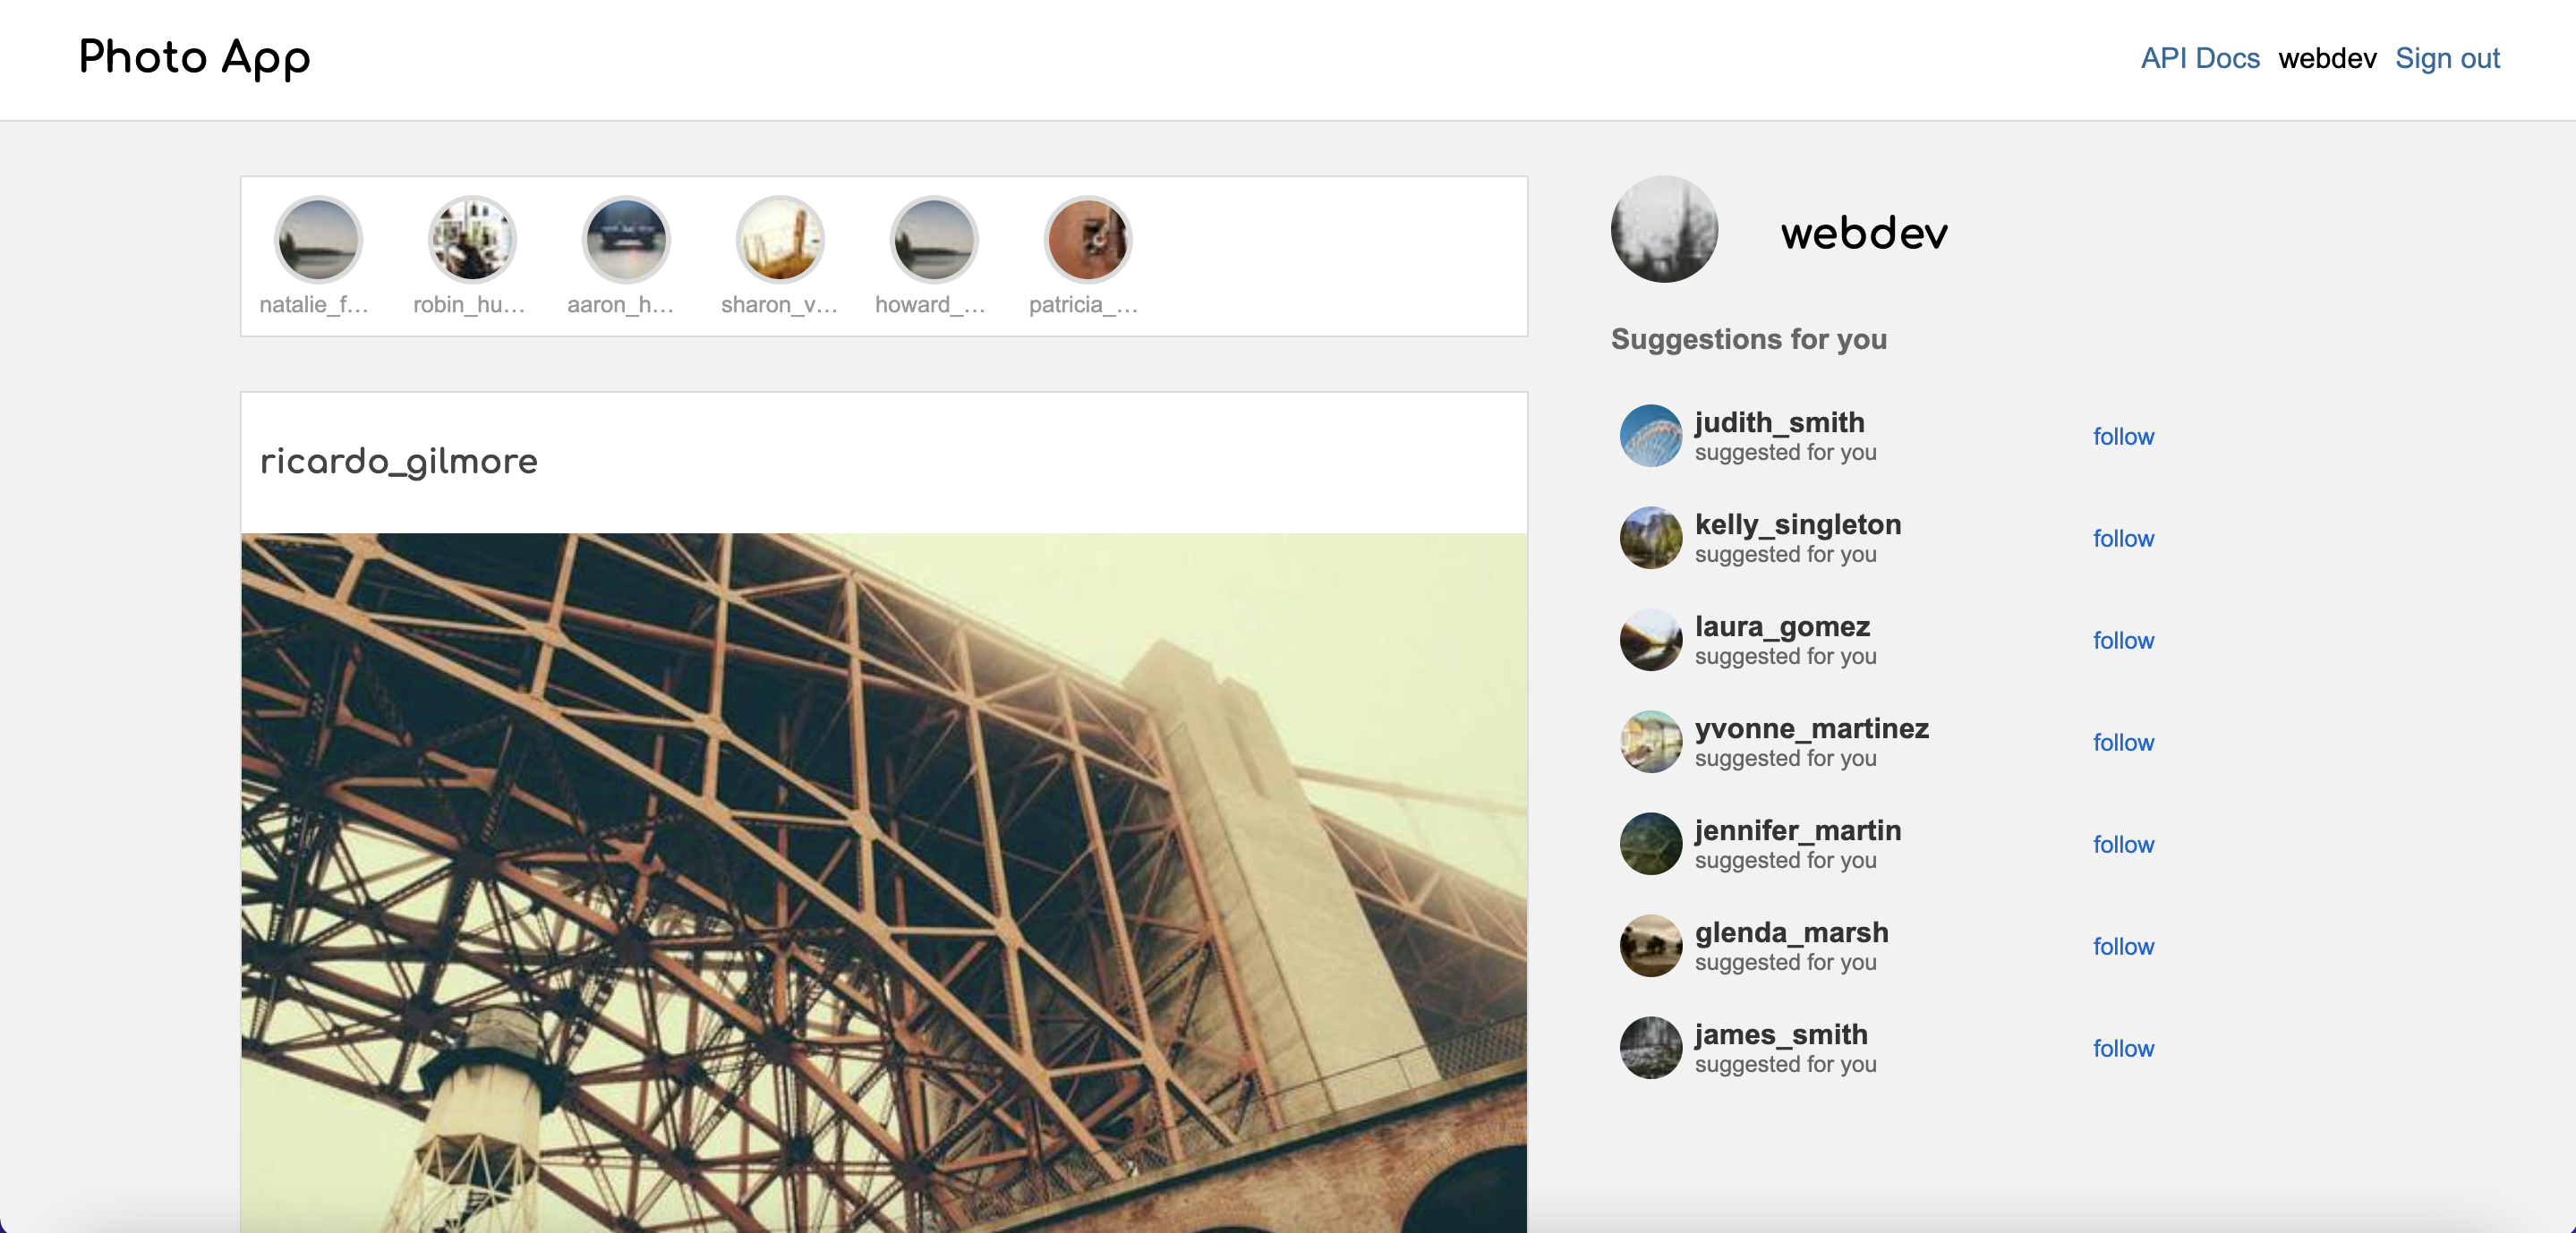 Photo App
API Docs webdev Sign out
natalie_f... robin_hu... aaron_h... sharon_v... howard_... patricia_...
webdev
Suggestions for you
ricardo_gilmore
judith_smith
suggested for you
follow
kelly_singleton
suggested for you
follow
laura_gomez
suggested for you
follow
yvonne_martinez
suggested for you
follow
jennifer_martin
suggested for you
follow
glenda_marsh
suggested for you
follow
james_smith
suggested for you
follow